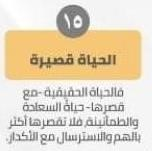 ١٥
الحياة قصيرة
فالحياة الحقيقية -مع
قصرها- حياة السعادة
والطمأنينة، فلا تقصرها أكثر
بالهم والاسترسال مع الأكدار.